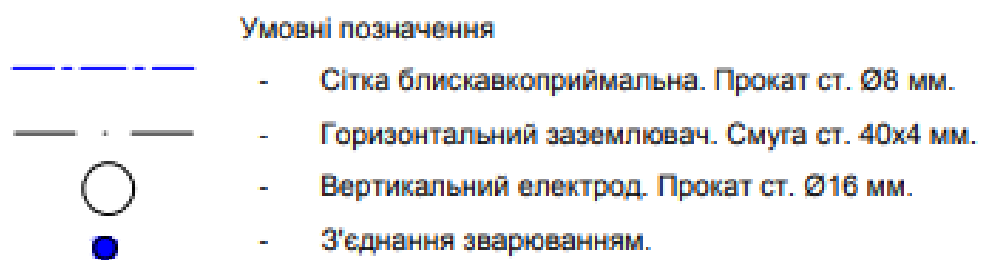 Умовні позначення
- Сітка блискавкоприймальна. Прокат ст. Ø8 мм.
- Горизонтальний заземлювач. Смуга ст. 40х4 мм.
- Вертикальний електрод. Прокат ст. Ø16 мм.
- З'єднання зварюванням.